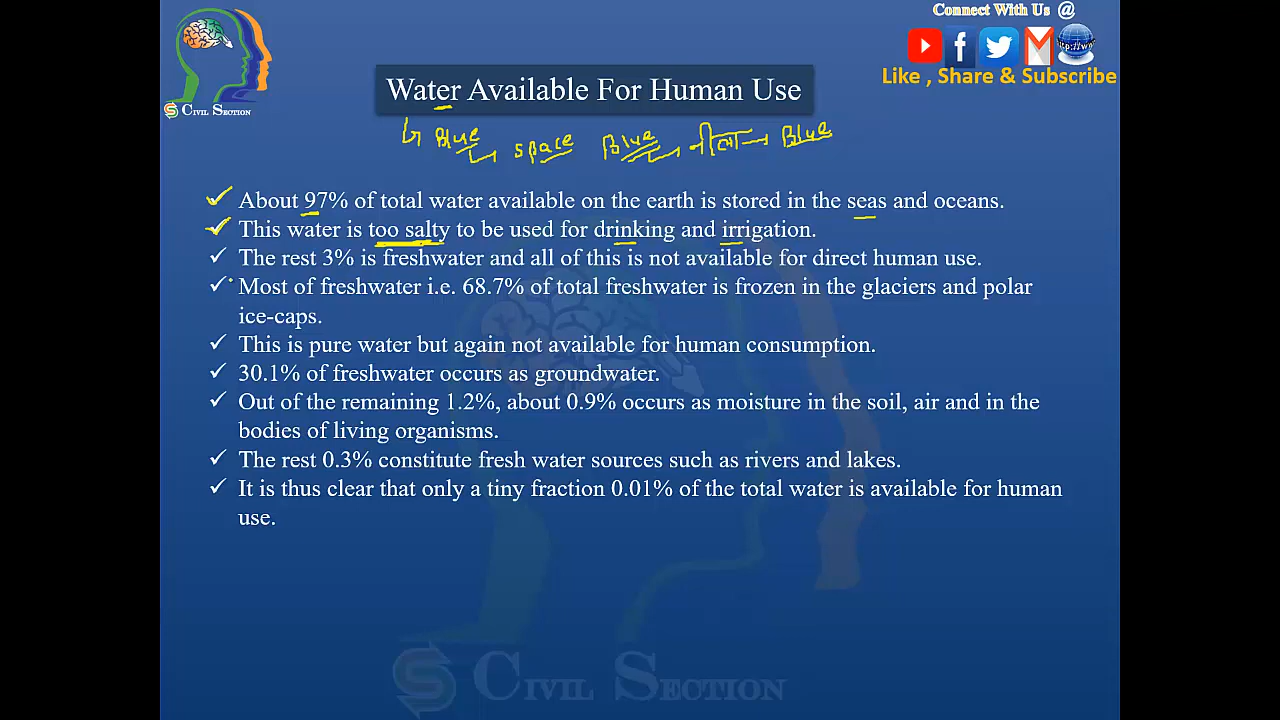 Connect With Us @
http://ww
Like , Share & Subscribe
CIVIL SECTION
Water Available For Human Use
Blue space Blue नीला Blue
✓ About 97% of total water available on the earth is stored in the seas and oceans.
✓ This water is too salty to be used for drinking and irrigation.
✓ The rest 3% is freshwater and all of this is not available for direct human use.
✓ Most of freshwater i.e. 68.7% of total freshwater is frozen in the glaciers and polar
ice-caps.
✓ This is pure water but again not available for human consumption.
✓ 30.1% of freshwater occurs as groundwater.
✓ Out of the remaining 1.2%, about 0.9% occurs as moisture in the soil, air and in the
bodies of living organisms.
✓ The rest 0.3% constitute fresh water sources such as rivers and lakes.
✓ It is thus clear that only a tiny fraction 0.01% of the total water is available for human
use.
CIVIL SECTION